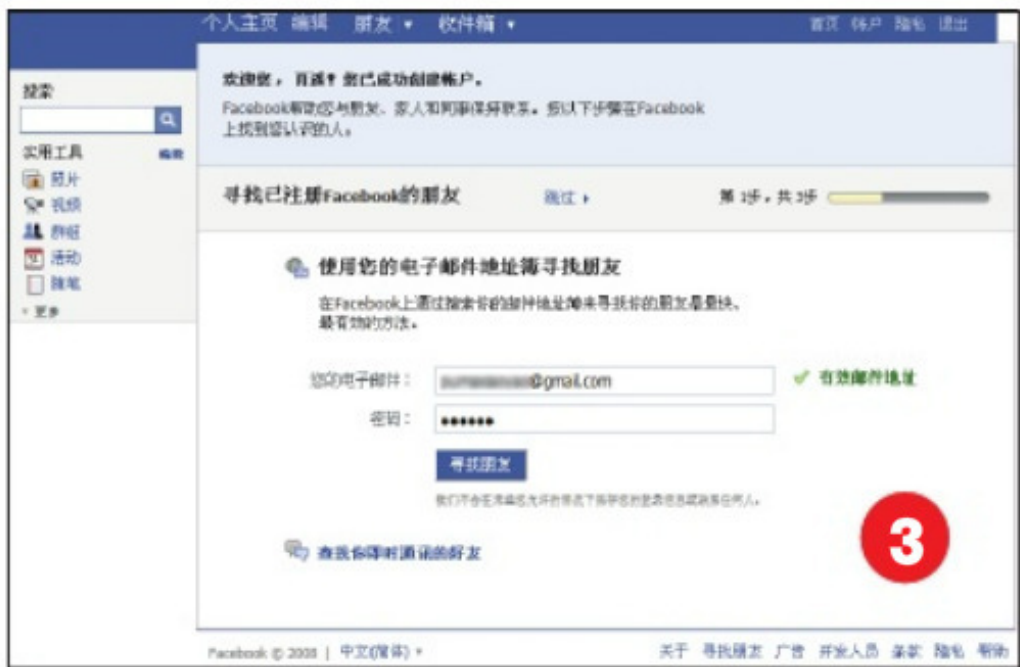 个人主页 编辑 朋友 收件箱
首页 帐户 隐私 退出
搜索
实用工具 编辑
照片
视频
群组
活动
随笔
更多
您已成功创建帐户。
Facebook帮助您与朋友、家人和同事保持联系。按以下步骤在Facebook
上找到您认识的人。
寻找已注册Facebook的朋友 跳过 第 1步，共 3步
使用您的电子邮件地址簿寻找朋友
在Facebook上通过搜索你的邮件地址簿来寻找你的朋友是最快、
最有效的方法。
您的电子邮件： @gmail.com 有效邮件地址
密码：
寻找朋友
查找你即时通讯的好友
3
Facebook © 2008 | 中文(简体)
关于 寻找朋友 广告 开发人员 条款 隐私 帮助